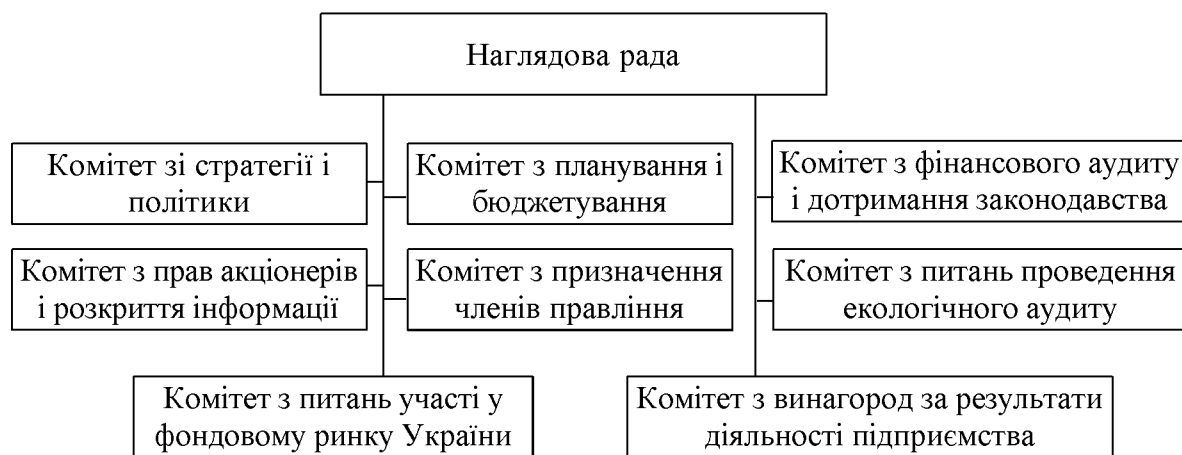 Наглядова рада
Комітет зі стратегії і
політики
Комітет з планування і
бюджетування
Комітет з фінансового аудиту
і дотримання законодавства
Комітет з прав акціонерів
і розкриття інформації
Комітет з призначення
членів правління
Комітет з питань проведення
екологічного аудиту
Комітет з питань участі у
фондовому ринку України
Комітет з винагород за результати
діяльності підприємства